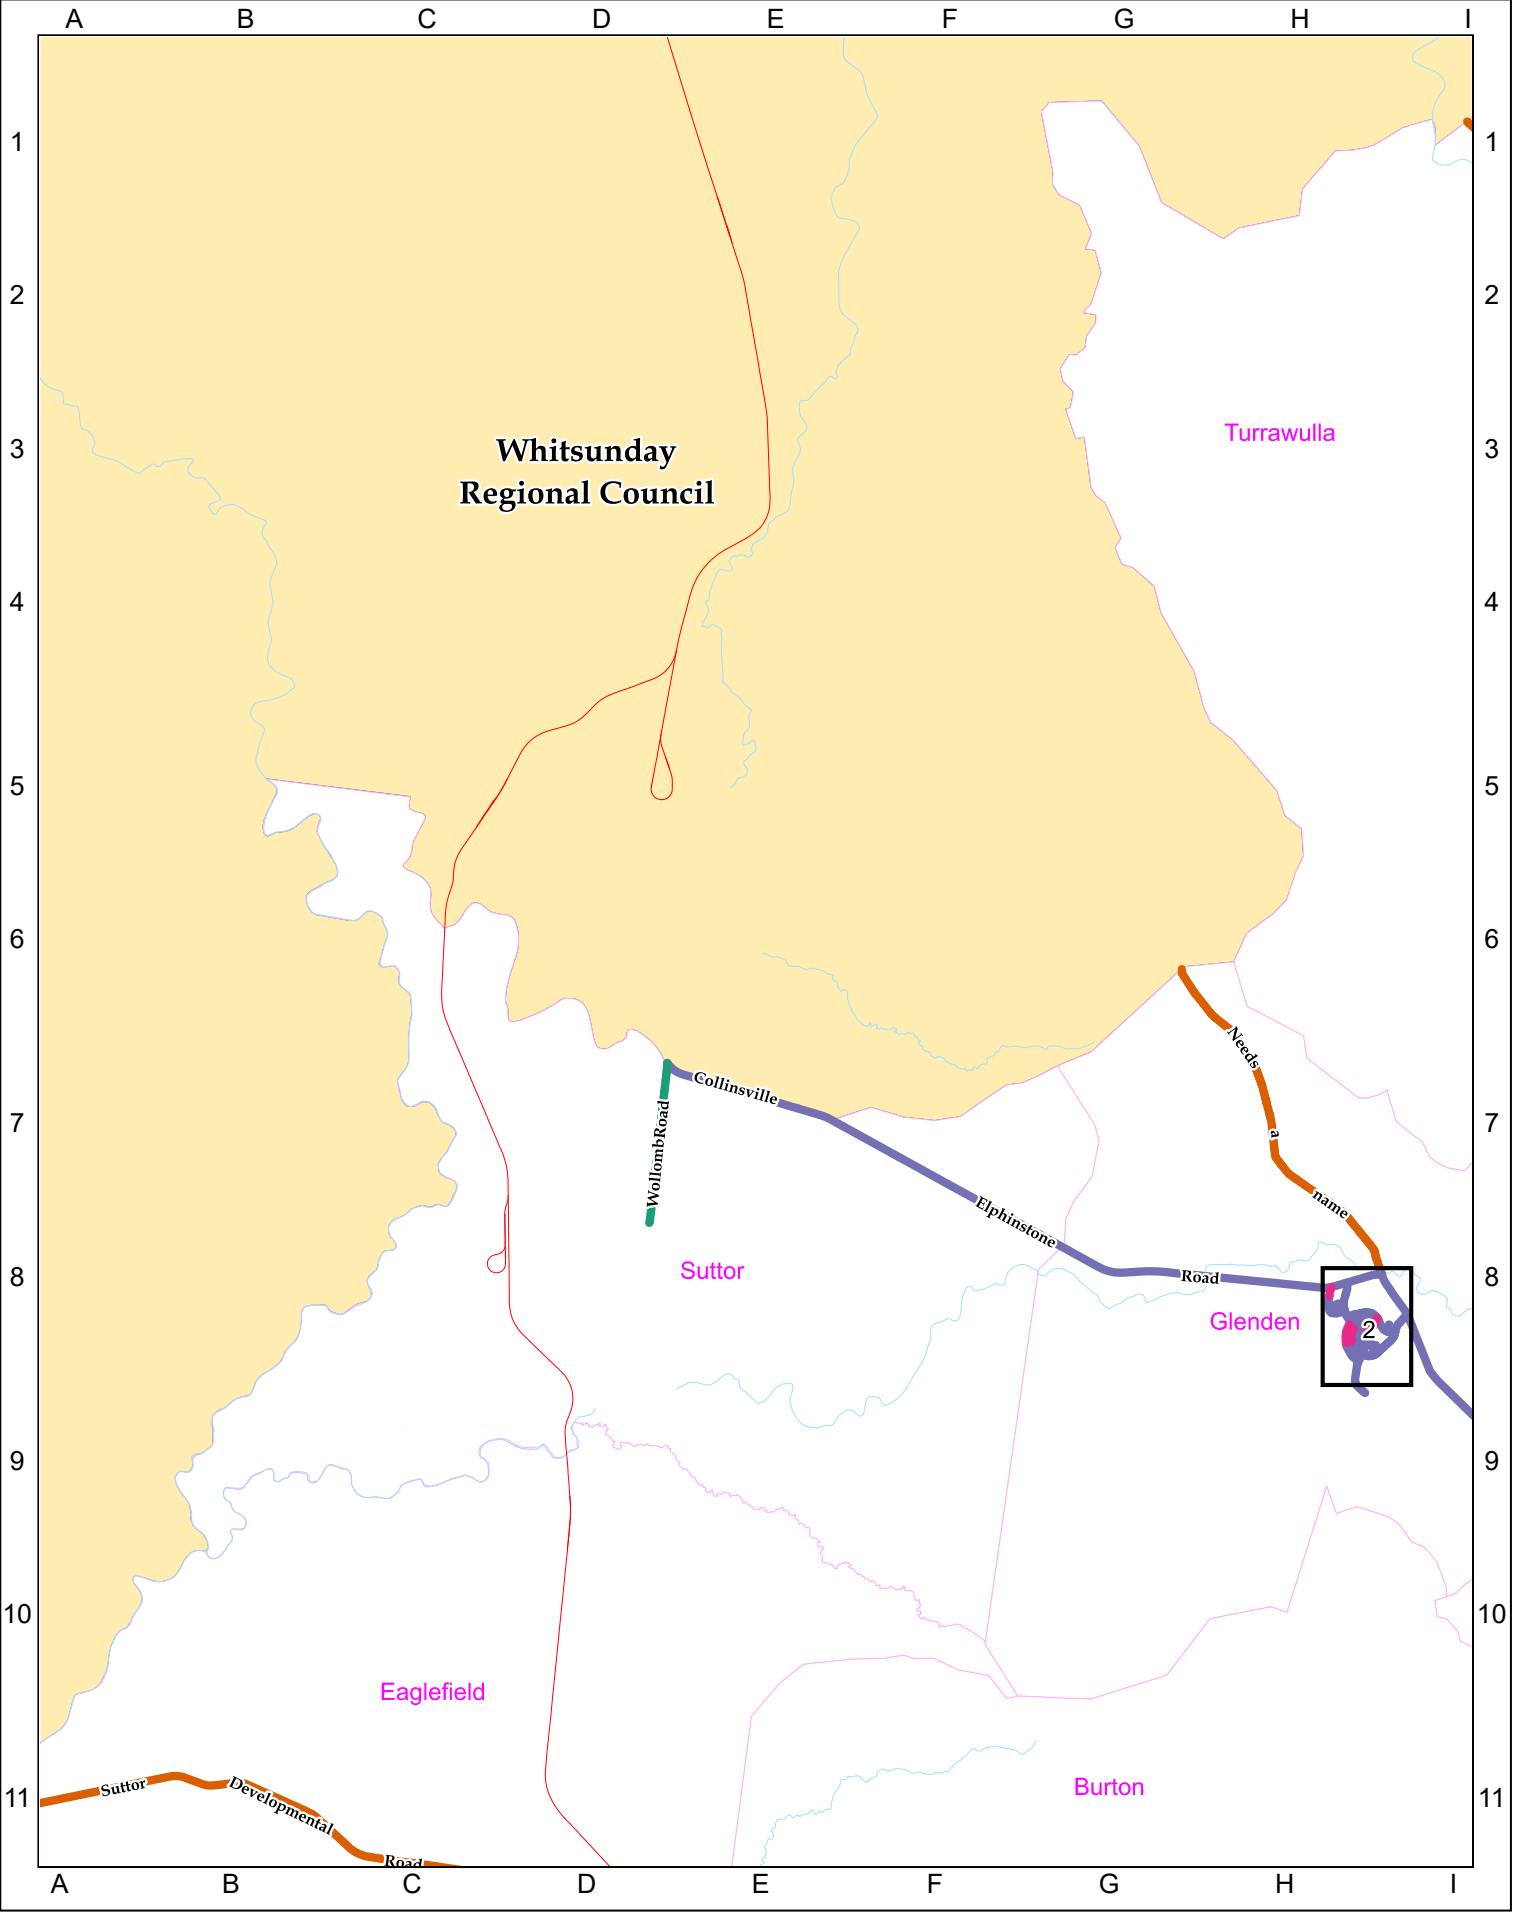 A B C D E F G H I
1 1
2 2
Turrawulla
3 3
Whitsunday
Regional Council
4 4
5 5
6 6
Needs
a
name
Collinsville
Elphinstone
Road
WollombRoad
7 7
Suttor
8 8
Glenden
2
9 9
10 10
Eaglefield
Suttor
Developmental
Road
Burton
11 11
A B C D E F G H I